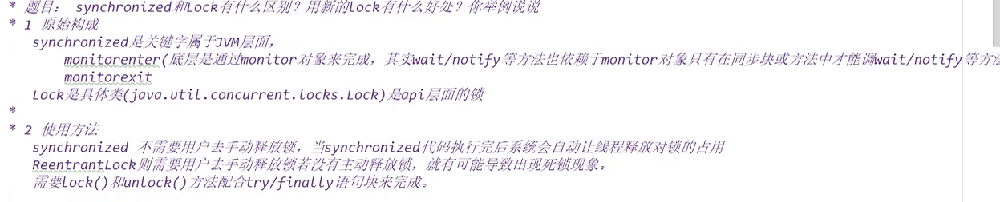 * 题目： synchronized和Lock有什么区别？用新的lock有什么好处？你举例说说
* 1 原始构成
synchronized是关键字属于JVM层面，
monitorenter(底层是通过monitor对象来完成，其实wait/notify等方法也依赖于monitor对象只有在同步块或方法中才能调wait/notify等方法
monitorexit
Lock是具体类(java.util.concurrent.locks.Lock)是api层面的锁
*
* 2 使用方法
synchronized 不需要用户去手动释放锁，当synchronized代码执行完后系统会自动让线程释放对锁的占用
ReentrantLock则需要用户去手动释放锁若没有主动释放锁，就有可能导致出现死锁现象。
需要lock()和unlock()方法配合try/finally语句块来完成。